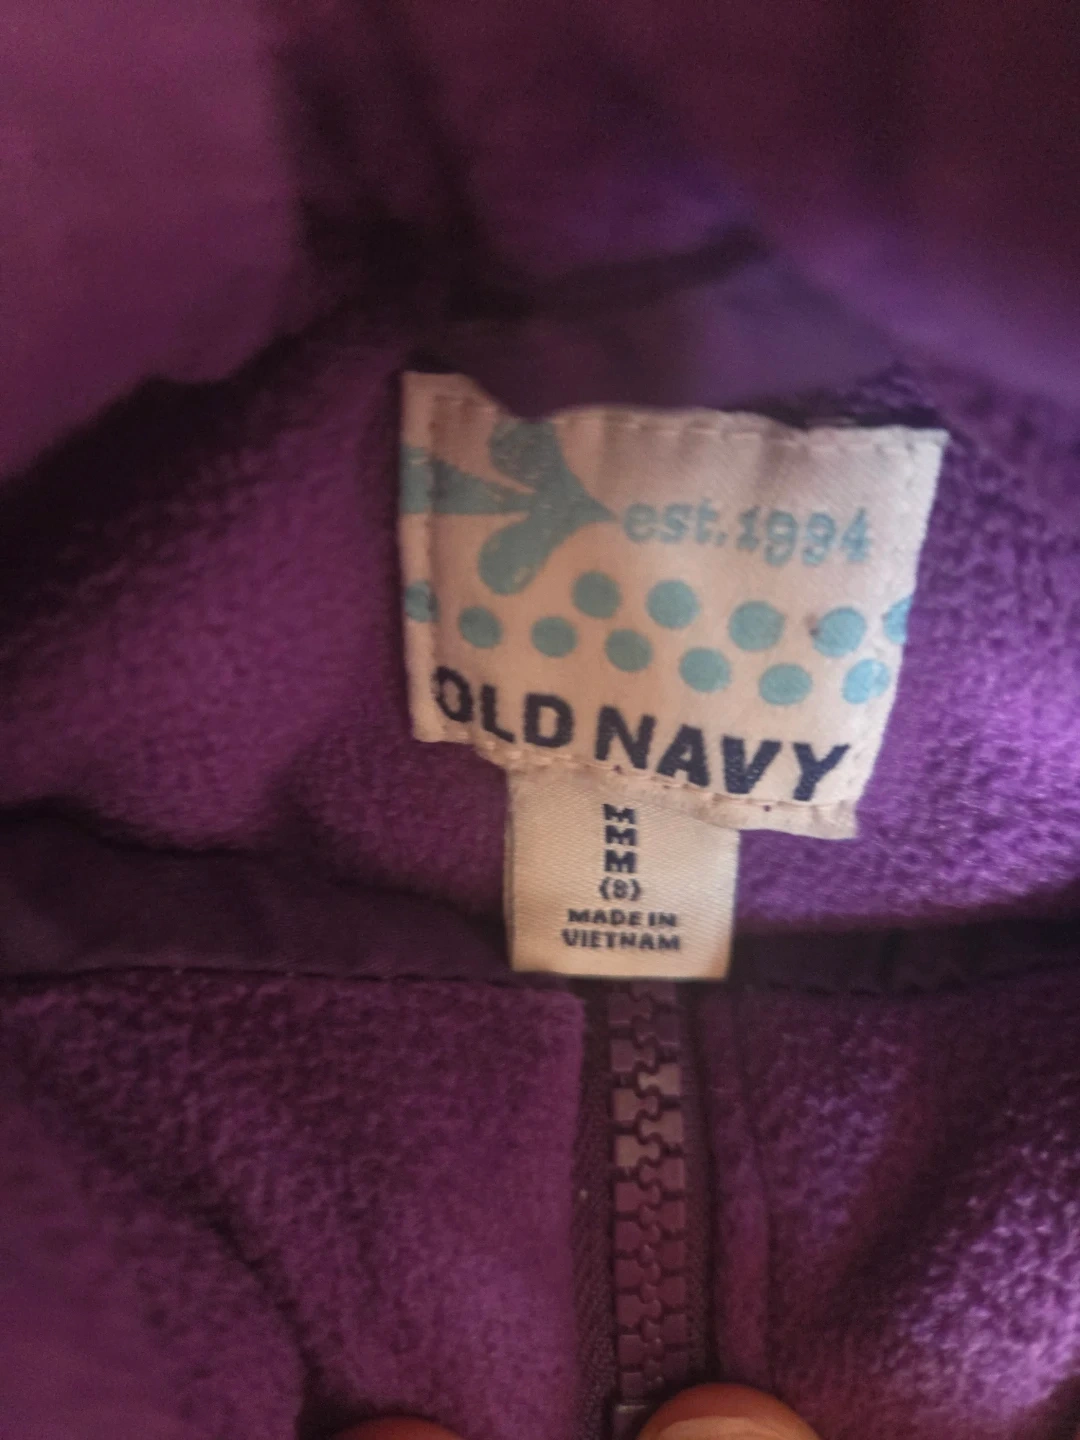 est.1994
OLD NAVY
M
M
M
(8)
MADE IN
VIETNAM